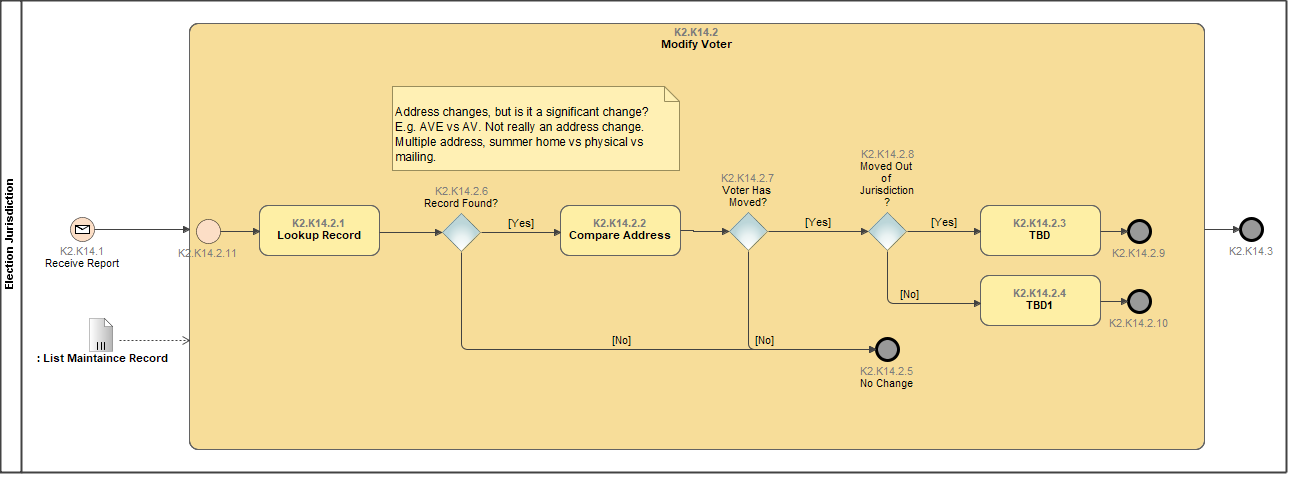 Election Jurisdiction
K2.K14.2
Modify Voter
Address changes, but is it a significant change?
E.g. AVE vs AV. Not really an address change.
Multiple address, summer home vs physical vs
mailing.
K2.K14.1
Receive Report
K2.K14.2.11
K2.K14.2.1
Lookup Record
K2.K14.2.6
Record Found?
[Yes]
K2.K14.2.2
Compare Address
K2.K14.2.7
Voter Has
Moved?
[Yes]
K2.K14.2.8
Moved Out
of
Jurisdiction
?
[Yes]
K2.K14.2.3
TBD
K2.K14.2.9
K2.K14.3
[No]
K2.K14.2.4
TBD1
K2.K14.2.10
: List Maintaince Record
[No]
[No]
K2.K14.2.5
No Change